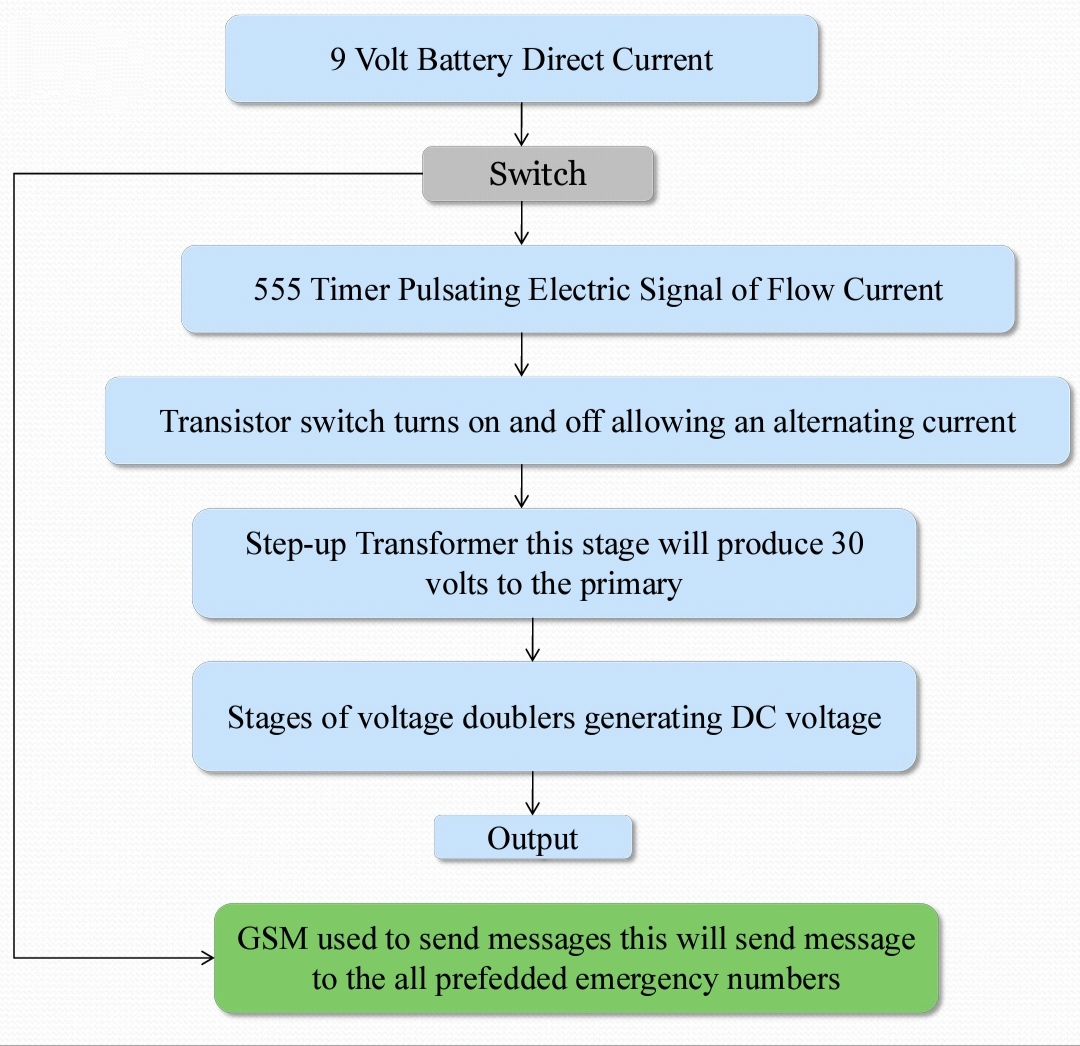 9 Volt Battery Direct Current
Switch
555 Timer Pulsating Electric Signal of Flow Current
Transistor switch turns on and off allowing an alternating current
Step-up Transformer this stage will produce 30
volts to the primary
Stages of voltage doublers generating DC voltage
Output
GSM used to send messages this will send message
to the all prefedded emergency numbers